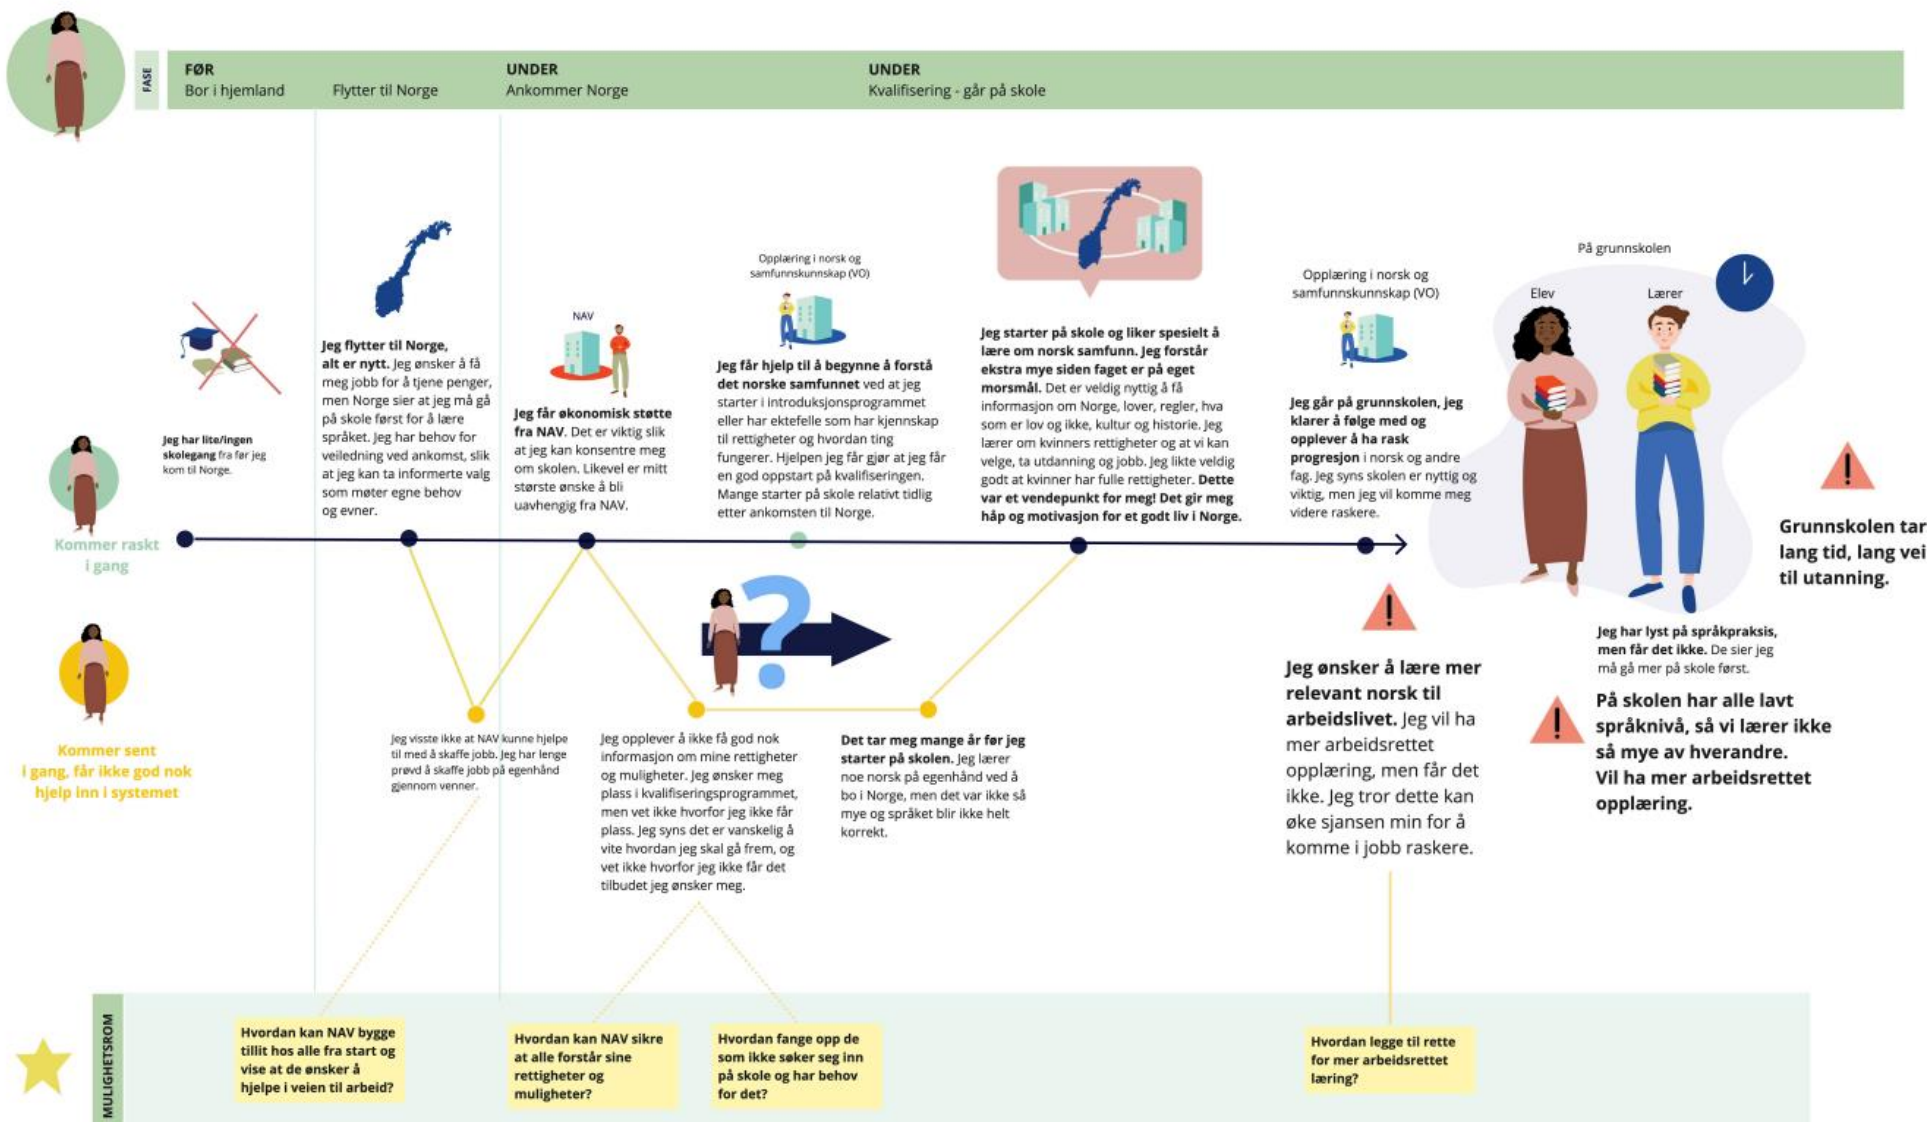 FASE
FØR
Bor i hjemland
Flytter til Norge
UNDER
Ankommer Norge
UNDER
Kvalifisering - går på skole
Kommer raskt
i gang
Jeg har lite/ingen
skolegang fra før jeg
kom til Norge.
Jeg flytter til Norge,
alt er nytt. Jeg ønsker å få
meg jobb for å tjene penger,
men Norge sier at jeg må gå
på skole først for å lære
språket. Jeg har behov for
veiledning ved ankomst, slik
at jeg kan ta informerte valg
som møter egne behov
og evner.
NAV
Jeg får økonomisk støtte
fra NAV. Det er viktig slik
at jeg kan konsentre meg
om skolen. Likevel er mitt
største ønske å bli
uavhengig fra NAV.
Opplæring i norsk og
samfunnskunnskap (VO)
Jeg får hjelp til å begynne å forstå
det norske samfunnet ved at jeg
starter i introduksjonsprogrammet
eller har ektefelle som har kjennskap
til rettigheter og hvordan ting
fungerer. Hjelpen jeg får gjør at jeg får
en god oppstart på kvalifiseringen.
Mange starter på skole relativt tidlig
etter ankomsten til Norge.
Jeg starter på skole og liker spesielt å
lære om norsk samfunn. Jeg forstår
ekstra mye siden faget er på eget
morsmål. Det er veldig nyttig å få
informasjon om Norge, lover, regler, hva
som er lov og ikke, kultur og historie. Jeg
lærer om kvinners rettigheter og at vi kan
velge, ta utdanning og jobb. Jeg likte veldig
godt at kvinner har fulle rettigheter. Dette
var et vendepunkt for meg! Det gir meg
håp og motivasjon for et godt liv i Norge.
Opplæring i norsk og
samfunnskunnskap (VO)
Jeg går på grunnskolen, jeg
klarer å følge med og
opplever å ha rask
progresjon i norsk og andre
fag. Jeg syns skolen er nyttig og
viktig, men jeg vil komme meg
videre raskere.
På grunnskolen
Elev
Lærer
Grunnskolen tar
lang tid, lang vei
til utanning.
Kommer sent
i gang, får ikke god nok
hjelp inn i systemet
Jeg visste ikke at NAV kunne hjelpe
til med å skaffe jobb. Jeg har lenge
prøvd å skaffe jobb på egenhånd
gjennom venner.
?
Jeg opplever å ikke få god nok
informasjon om mine rettigheter
og muligheter. Jeg ønsker meg
plass i kvalifiseringsprogrammet,
men vet ikke hvorfor jeg ikke får
plass. Jeg syns det er vanskelig å
vite hvordan jeg skal gå frem, og
vet ikke hvorfor jeg ikke får det
tilbudet jeg ønsker meg.
Det tar meg mange år før jeg
starter på skolen. Jeg lærer
noe norsk på egenhånd ved å
bo i Norge, men det var ikke så
mye og språket blir ikke helt
korrekt.
Jeg ønsker å lære mer
relevant norsk til
arbeidslivet. Jeg vil ha
mer arbeidsrettet
opplæring, men får det
ikke. Jeg tror dette kan
øke sjansen min for å
komme i jobb raskere.
Jeg har lyst på språkpraksis,
men får det ikke. De sier jeg
må gå mer på skole først.
På skolen har alle lavt
språknivå, så vi lærer ikke
så mye av hverandre.
Vil ha mer arbeidsrettet
opplæring.
MULIGHETSROM
Hvordan kan NAV bygge
tillit hos alle fra start og
vise at de ønsker å
hjelpe i veien til arbeid?
Hvordan kan NAV sikre
at alle forstår sine
rettigheter og
muligheter?
Hvordan fange opp de
som ikke søker seg inn
på skole og har behov
for det?
Hvordan legge til rette
for mer arbeidsrettet
læring?